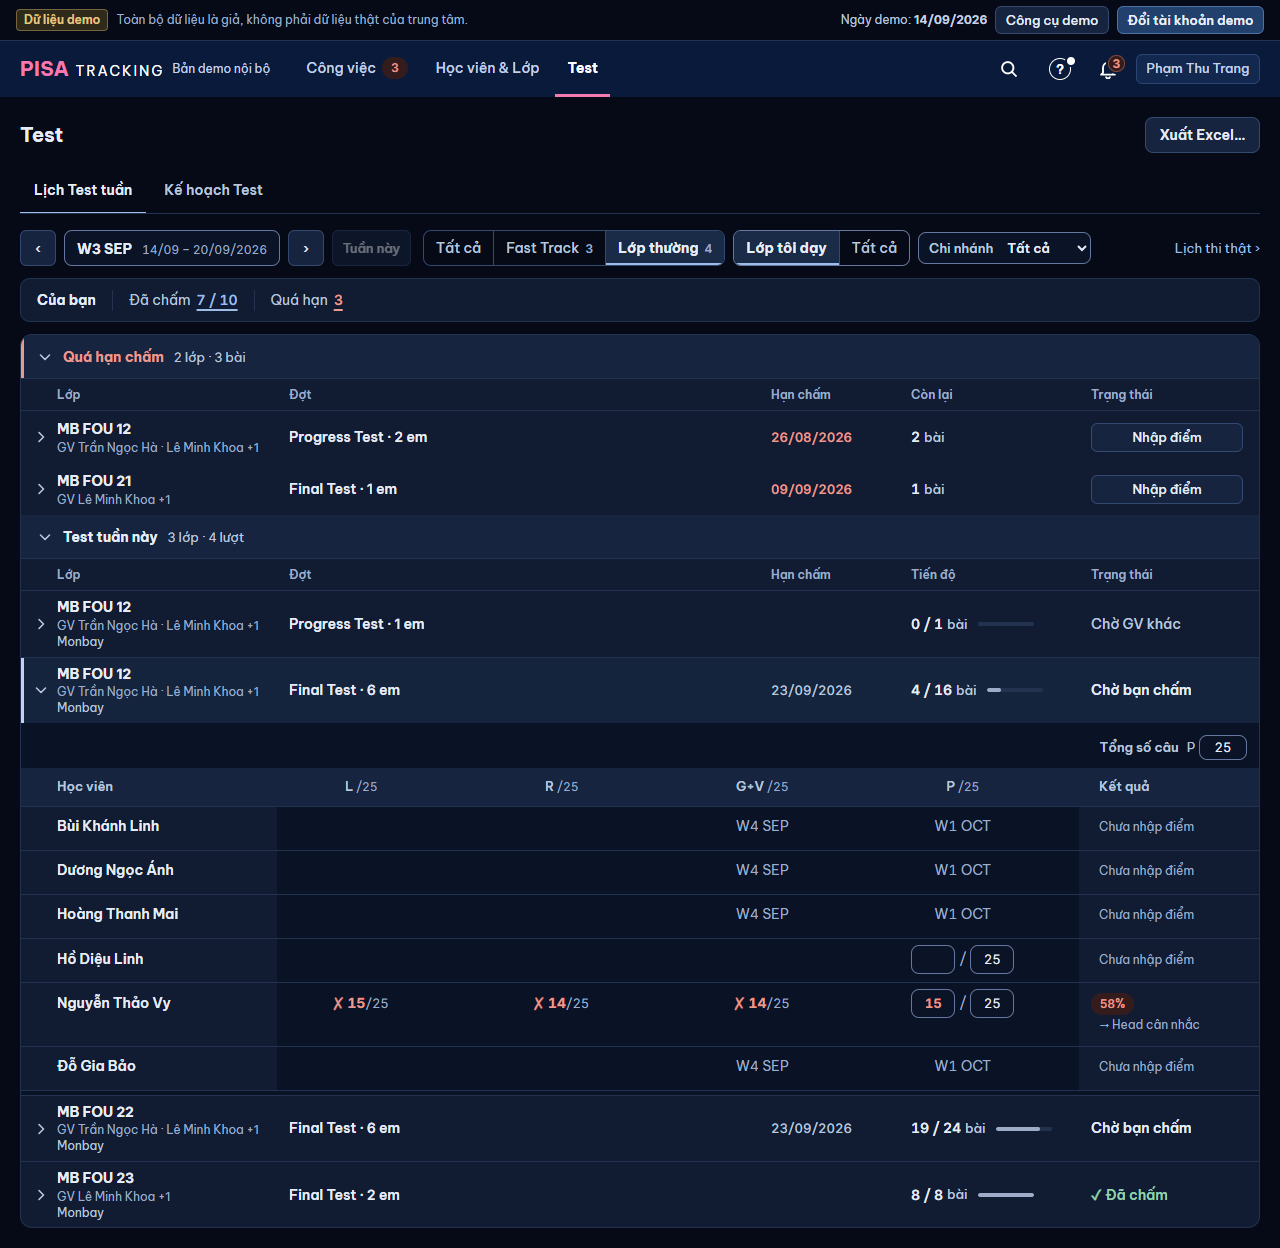 Dữ liệu demo Toàn bộ dữ liệu là giả, không phải dữ liệu thật của trung tâm. Ngày demo: 14/09/2026 Công cụ demo Đổi tài khoản demo
PISA TRACKING Bản demo nội bộ Công việc 3 Học viên & Lớp Test ? 3 Phạm Thu Trang
Test Xuất Excel...
Lịch Test tuần Kế hoạch Test
‹ W3 SEP 14/09 – 20/09/2026 › Tuần này Tất cả Fast Track 3 Lớp thường 4 Lớp tôi dạy Tất cả Chi nhánh Tất cả Lịch thi thật ›
Của bạn Đã chấm 7 / 10 Quá hạn 3
Quá hạn chấm 2 lớp · 3 bài
Lớp Đợt Hạn chấm Còn lại Trạng thái
MB FOU 12
GV Trần Ngọc Hà · Lê Minh Khoa +1
Progress Test · 2 em 26/08/2026 2 bài Nhập điểm
MB FOU 21
GV Lê Minh Khoa +1
Final Test · 1 em 09/09/2026 1 bài Nhập điểm
Test tuần này 3 lớp · 4 lượt
Lớp Đợt Hạn chấm Tiến độ Trạng thái
MB FOU 12
GV Trần Ngọc Hà · Lê Minh Khoa +1
Monbay
Progress Test · 1 em 0 / 1 bài Chờ GV khác
MB FOU 12
GV Trần Ngọc Hà · Lê Minh Khoa +1
Monbay
Final Test · 6 em 23/09/2026 4 / 16 bài Chờ bạn chấm
Tổng số câu P 25
Học viên L /25 R /25 G+V /25 P /25 Kết quả
Bùi Khánh Linh W4 SEP W1 OCT Chưa nhập điểm
Dương Ngọc Ánh W4 SEP W1 OCT Chưa nhập điểm
Hoàng Thanh Mai W4 SEP W1 OCT Chưa nhập điểm
Hồ Diệu Linh / 25 Chưa nhập điểm
Nguyễn Thảo Vy ✗ 15/25 ✗ 14/25 ✗ 14/25 15 / 25 58%
→ Head cân nhắc
Đỗ Gia Bảo W4 SEP W1 OCT Chưa nhập điểm
MB FOU 22
GV Trần Ngọc Hà · Lê Minh Khoa +1
Monbay
Final Test · 6 em 23/09/2026 19 / 24 bài Chờ bạn chấm
MB FOU 23
GV Lê Minh Khoa +1
Monbay
Final Test · 2 em 8 / 8 bài ✓ Đã chấm